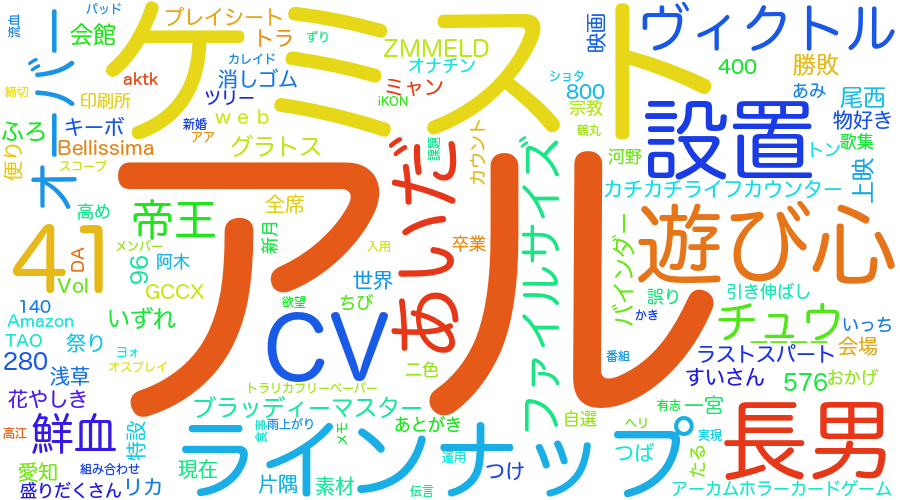 流血
パッド
会館
プレイシート
トラ
ずり
ケミスト
映画
ヴィクトル
オーバー
aktk
カレイド
消しゴム
ZMMELD
オナチン
ショタ
400
勝敗
締切
印刷所
ツリー
iKON
ミャン
800
あみ
尾西
ふろ
キーボ
新婚
アア
web
宗教
鶴丸
設置
物好き
歌集
便り
Bellissima
グラトス
課題
カウント
河野
トン
上映
スコープ
アル
あいだ
ファイルサイズ
カチカチライフカウンター
高め
帝王
全席
遊び心
41
DA
メンバー
新月
入用
卒業
バインダー
Vol
96
阿木
世界
GCCX
欲望
ちび
誤り
引き伸ばし
140
Amazon
いずれ
CV
かき
チュウ
いっち
TAO
祭り
ヨォ
番組
ラストスパート
会場
280
浅草
オスプレイ
二色
すいさん
576
おかげ
花やしき
トラリカフリーペーパー
ブラッディーマスター
あとがき
自選
ヘリ
有志
一宮
長男
高江
鮮血
特設
食事
雨上がり
メモ
ラインナップ
つば
実現
愛知
組み合わせ
現在
運用
つけ
たる
盛りだくさん
リカ
片隅
素材
伝言
アーカムホラーカードゲーム